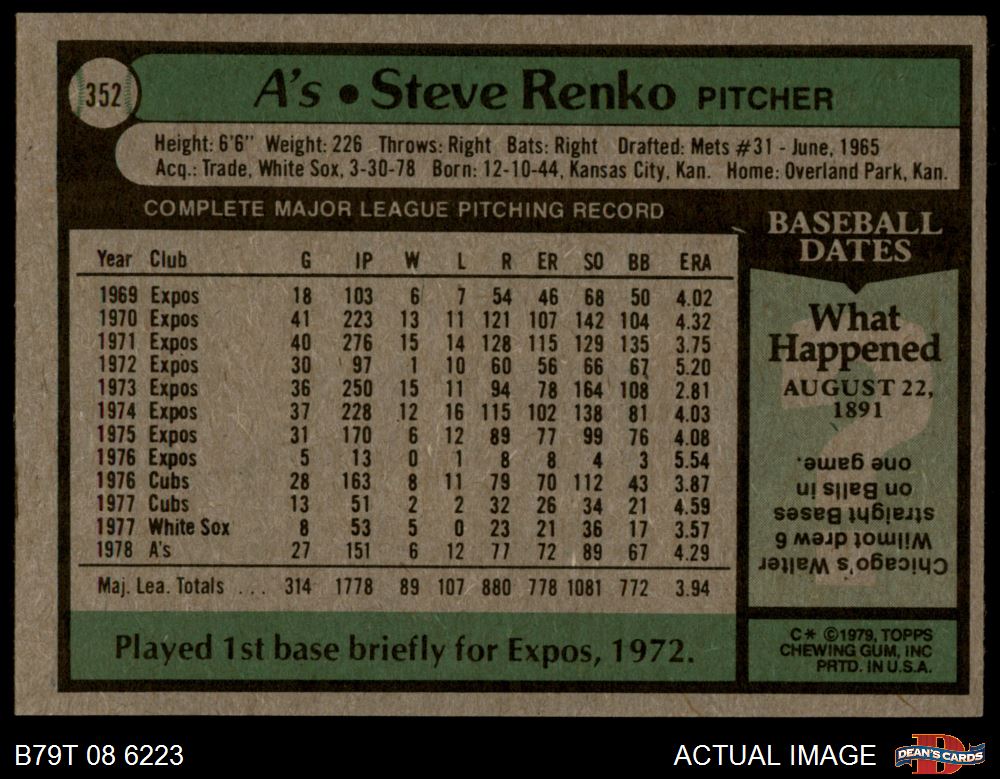 352
A's • Steve Renko PITCHER
Height: 6'6" Weight: 226 Throws: Right Bats: Right Drafted: Mets #31 - June, 1965
Acq.: Trade, White Sox, 3-30-78 Born: 12-10-44, Kansas City, Kan. Home: Overland Park, Kan.
COMPLETE MAJOR LEAGUE PITCHING RECORD
Year Club G IP W L R ER SO BB ERA
1969 Expos 18 103 6 7 54 46 68 50 4.02
1970 Expos 41 223 13 11 121 107 142 104 4.32
1971 Expos 40 276 15 14 128 115 129 135 3.75
1972 Expos 30 97 1 10 60 56 66 67 5.20
1973 Expos 36 250 15 11 94 78 164 108 2.81
1974 Expos 37 228 12 16 115 102 138 81 4.03
1975 Expos 31 170 6 12 89 77 99 76 4.08
1976 Expos 5 13 0 1 8 8 4 3 5.54
1976 Cubs 28 163 8 11 79 70 112 43 3.87
1977 Cubs 13 51 2 2 32 26 34 21 4.59
1977 White Sox 8 53 5 0 23 21 36 17 3.57
1978 A's 27 151 6 12 77 72 89 67 4.29
Maj. Lea. Totals ... 314 1778 89 107 880 778 1081 772 3.94
Played 1st base briefly for Expos, 1972.
BASEBALL
DATES
What
Happened
AUGUST 22,
1891
Chicago's Walter
Wilmot drew 6
straight Bases
on Balls in
one game.
C* ©1979, TOPPS
CHEWING GUM, INC
PRTD. IN U.S.A.
B79T 08 6223
ACTUAL IMAGE
DEAN'S CARDS